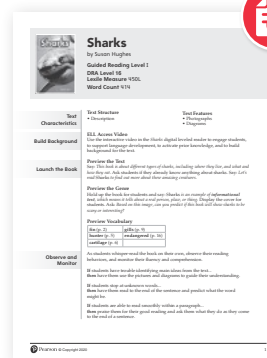 Sharks
Sharks
by Susan Hughes
Guided Reading Level I
DRA Level 16
Lexile Measure 450L
Word Count 414
Text
Characteristics
Text Structure
• Description
Text Features
• Photographs
• Diagrams
Build Background
ELL Access Video
Use the interactive video in the Sharks digital leveled reader to engage students,
to support language development, to activate prior knowledge, and to build
background for the text.
Launch the Book
Preview the Text
Say: This book is about different types of sharks, including where they live, and what and
how they eat. Ask students if they already know anything about sharks. Say: Let's
read Sharks to find out more about these amazing creatures.
Preview the Genre
Hold up the book for students and say: Sharks is an example of informational
text, which means it tells about a real person, place, or thing. Display the cover for
students. Ask: Based on this image, can you predict if this book will show sharks to be
scary or interesting?
Preview Vocabulary
fin (p. 2)
gills (p. 9)
hunter (p. 5)
endangered (p. 16)
cartilage (p. 6)
Observe and
Monitor
As students whisper-read the book on their own, observe their reading
behaviors, and monitor their fluency and comprehension.
If students have trouble identifying main ideas from the text...
then have them use the pictures and diagrams to guide their understanding.
If students stop at unknown words...
then have them read to the end of the sentence and predict what the word
might be.
If students are able to read smoothly within a paragraph...
then praise them for their good reading and ask them what they do as they come
to the end of a sentence.
Pearson © Copyright 2020.
1